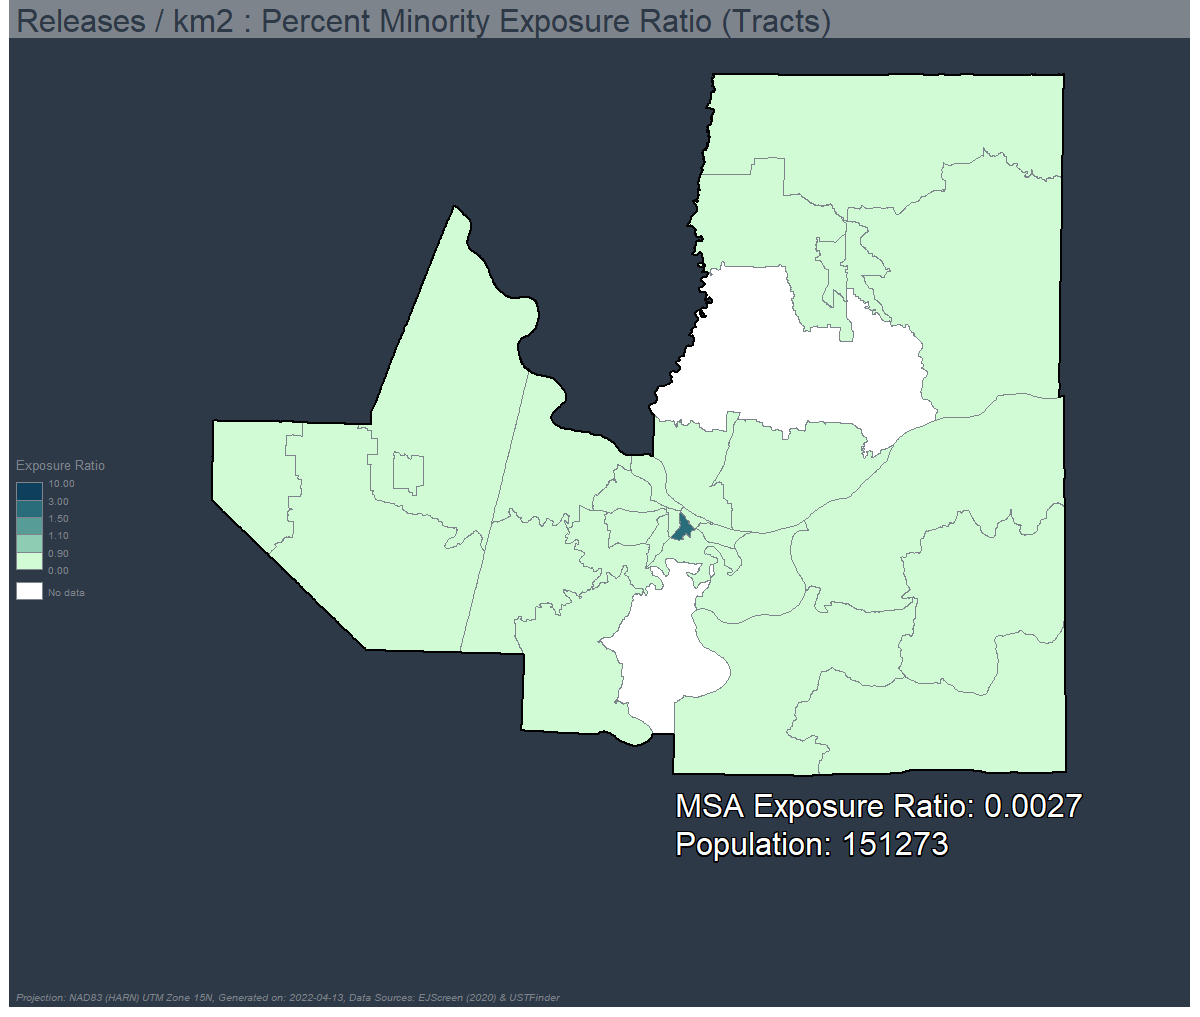 Releases / km2 : Percent Minority Exposure Ratio (Tracts)
Exposure Ratio
10.00
3.00
1.50
1.10
0.90
0.00
No data
MSA Exposure Ratio: 0.0027
Population: 151273
Projection: NAD83 (HARN) UTM Zone 15N, Generated on: 2022-04-13, Data Sources: EJScreen (2020) & USTFinder